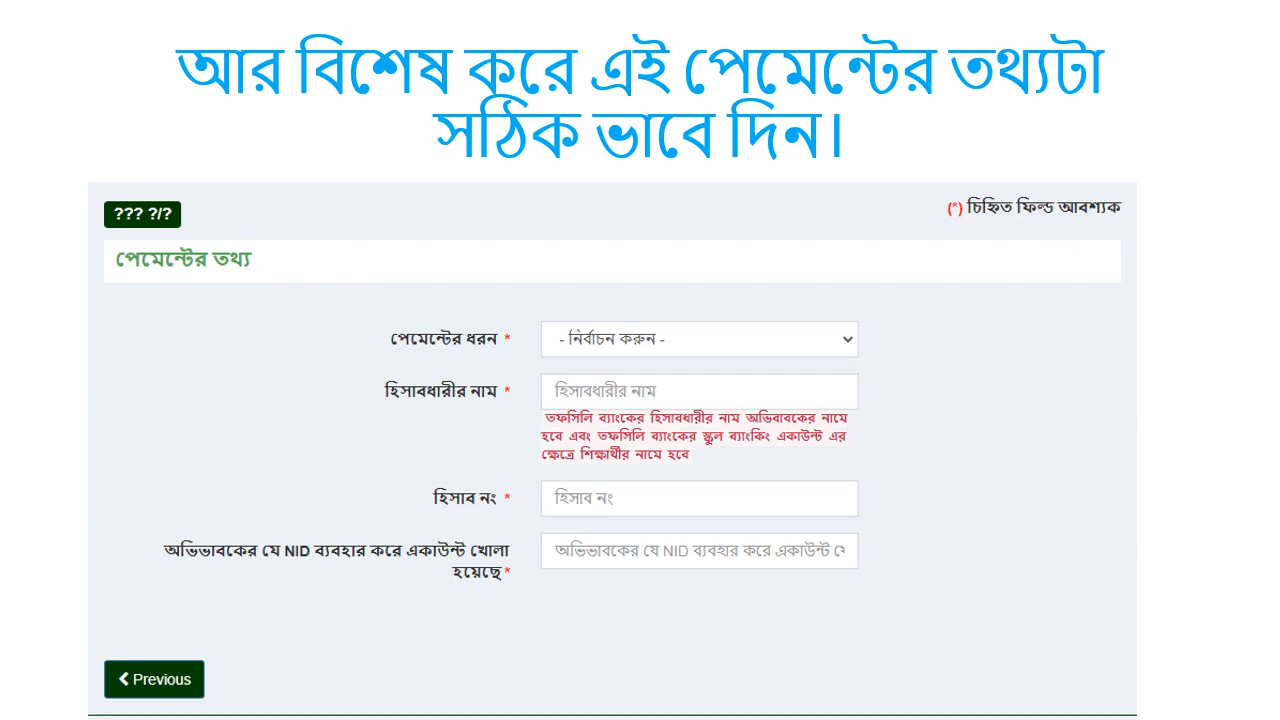 আর বিশেষ করে এই পেমেন্টের তথ্যটা
সঠিক ভাবে দিন।
??? ?/?
(*) চিহ্নিত ফিল্ড আবশ্যক
পেমেন্টের তথ্য
পেমেন্টের ধরন *
- নির্বাচন করুন -
হিসাবধারীর নাম *
হিসাবধারীর নাম
তফসিলি ব্যাংকের হিসাবধারীর নাম অভিবাবকের নামে
হবে এবং তফসিলি ব্যাংকের স্কুল ব্যাংকিং একাউন্ট এর
ক্ষেত্রে শিক্ষার্থীর নামে হবে
হিসাব নং *
হিসাব নং
অভিভাবকের যে NID ব্যবহার করে একাউন্ট খোলা
হয়েছে *
অভিভাবকের যে NID ব্যবহার করে একাউন্ট
Previous